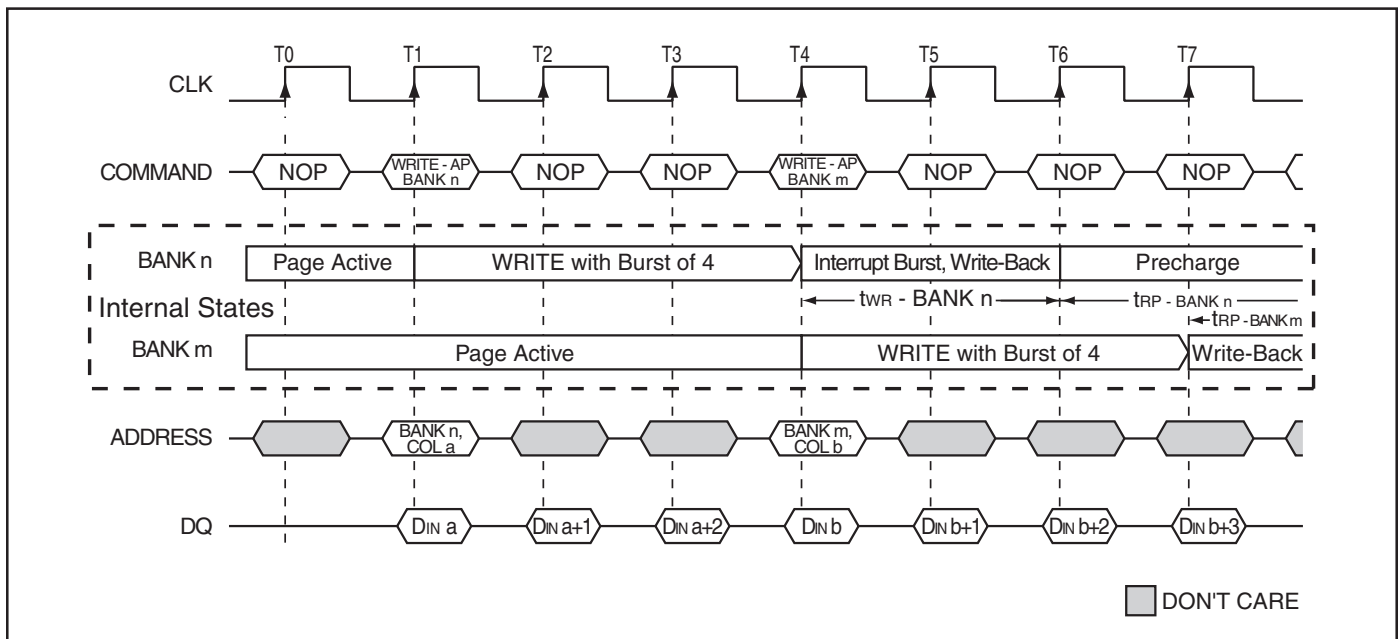 T0 T1 T2 T3 T4 T5 T6 T7
CLK
COMMAND NOP WRITE - AP BANK n NOP NOP WRITE - AP BANK m NOP NOP NOP
BANK n Page Active WRITE with Burst of 4 Interrupt Burst, Write-Back Precharge
Internal States tWR - BANK n tRP - BANK n
tRP - BANK m
BANK m Page Active WRITE with Burst of 4 Write-Back
ADDRESS BANK n, COL a BANK m, COL b
DQ DIN a DIN a+1 DIN a+2 DIN b DIN b+1 DIN b+2 DIN b+3
DON'T CARE